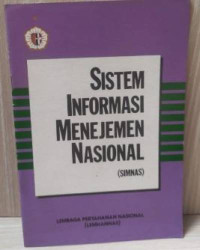 SISTEM
INFORMASI
MENEJEMEN
NASIONAL
(SIMNAS)
LEMBAGA PERTAHANAN NASIONAL
(LEMHANNAS)